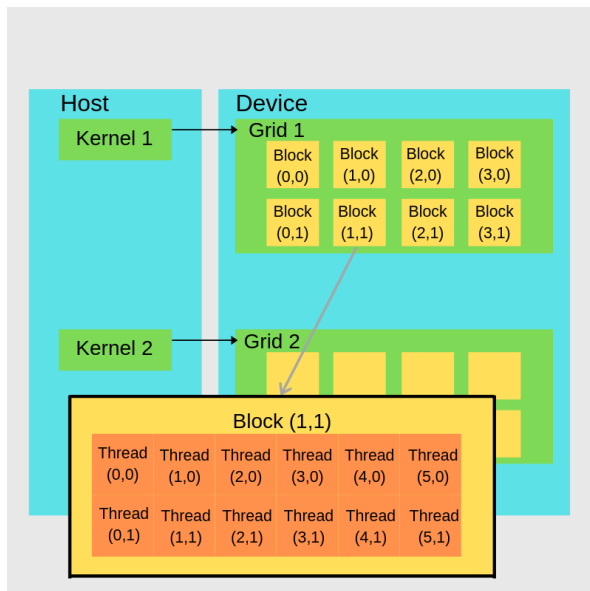 Host
Device
Kernel 1
Grid 1
Block Block Block Block
(0,0) (1,0) (2,0) (3,0)
Block Block Block Block
(0,1) (1,1) (2,1) (3,1)
Kernel 2
Grid 2
Block (1,1)
Thread Thread Thread Thread Thread Thread
(0,0) (1,0) (2,0) (3,0) (4,0) (5,0)
Thread Thread Thread Thread Thread Thread
(0,1) (1,1) (2,1) (3,1) (4,1) (5,1)